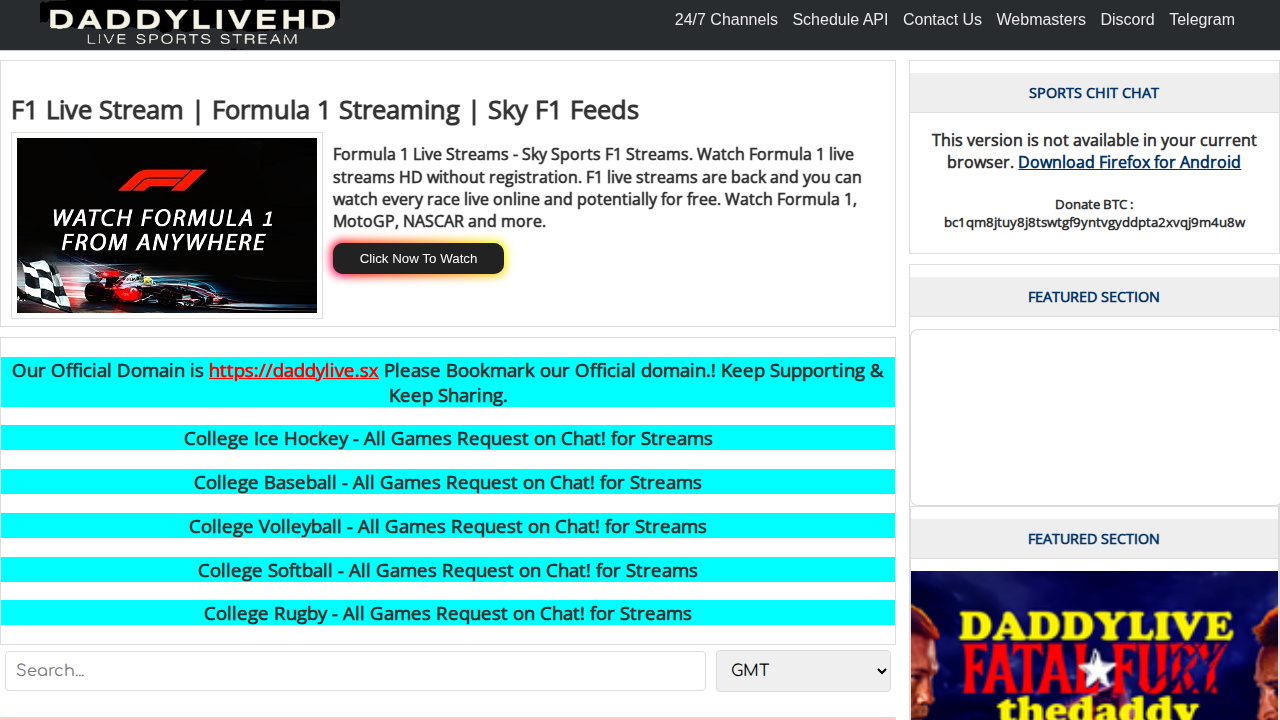 DADDYLIVEHD
LIVE SPORTS STREAM
24/7 Channels Schedule API Contact Us Webmasters Discord Telegram
F1 Live Stream | Formula 1 Streaming | Sky F1 Feeds
WATCH FORMULA 1
FROM ANYWHERE
Formula 1 Live Streams - Sky Sports F1 Streams. Watch Formula 1 live
streams HD without registration. F1 live streams are back and you can
watch every race live online and potentially for free. Watch Formula 1,
MotoGP, NASCAR and more.
Click Now To Watch
Our Official Domain is https://daddylive.sx Please Bookmark our Official domain.! Keep Supporting &
Keep Sharing.
College Ice Hockey - All Games Request on Chat! for Streams
College Baseball - All Games Request on Chat! for Streams
College Volleyball - All Games Request on Chat! for Streams
College Softball - All Games Request on Chat! for Streams
College Rugby - All Games Request on Chat! for Streams
Search...
GMT
SPORTS CHIT CHAT
This version is not available in your current
browser. Download Firefox for Android
Donate BTC :
bc1qm8jtuy8j8tswtgf9yntvgyddpta2xvqj9m4u8w
FEATURED SECTION
FEATURED SECTION
DADDYLIVE
FATAL FURY
thedaddy